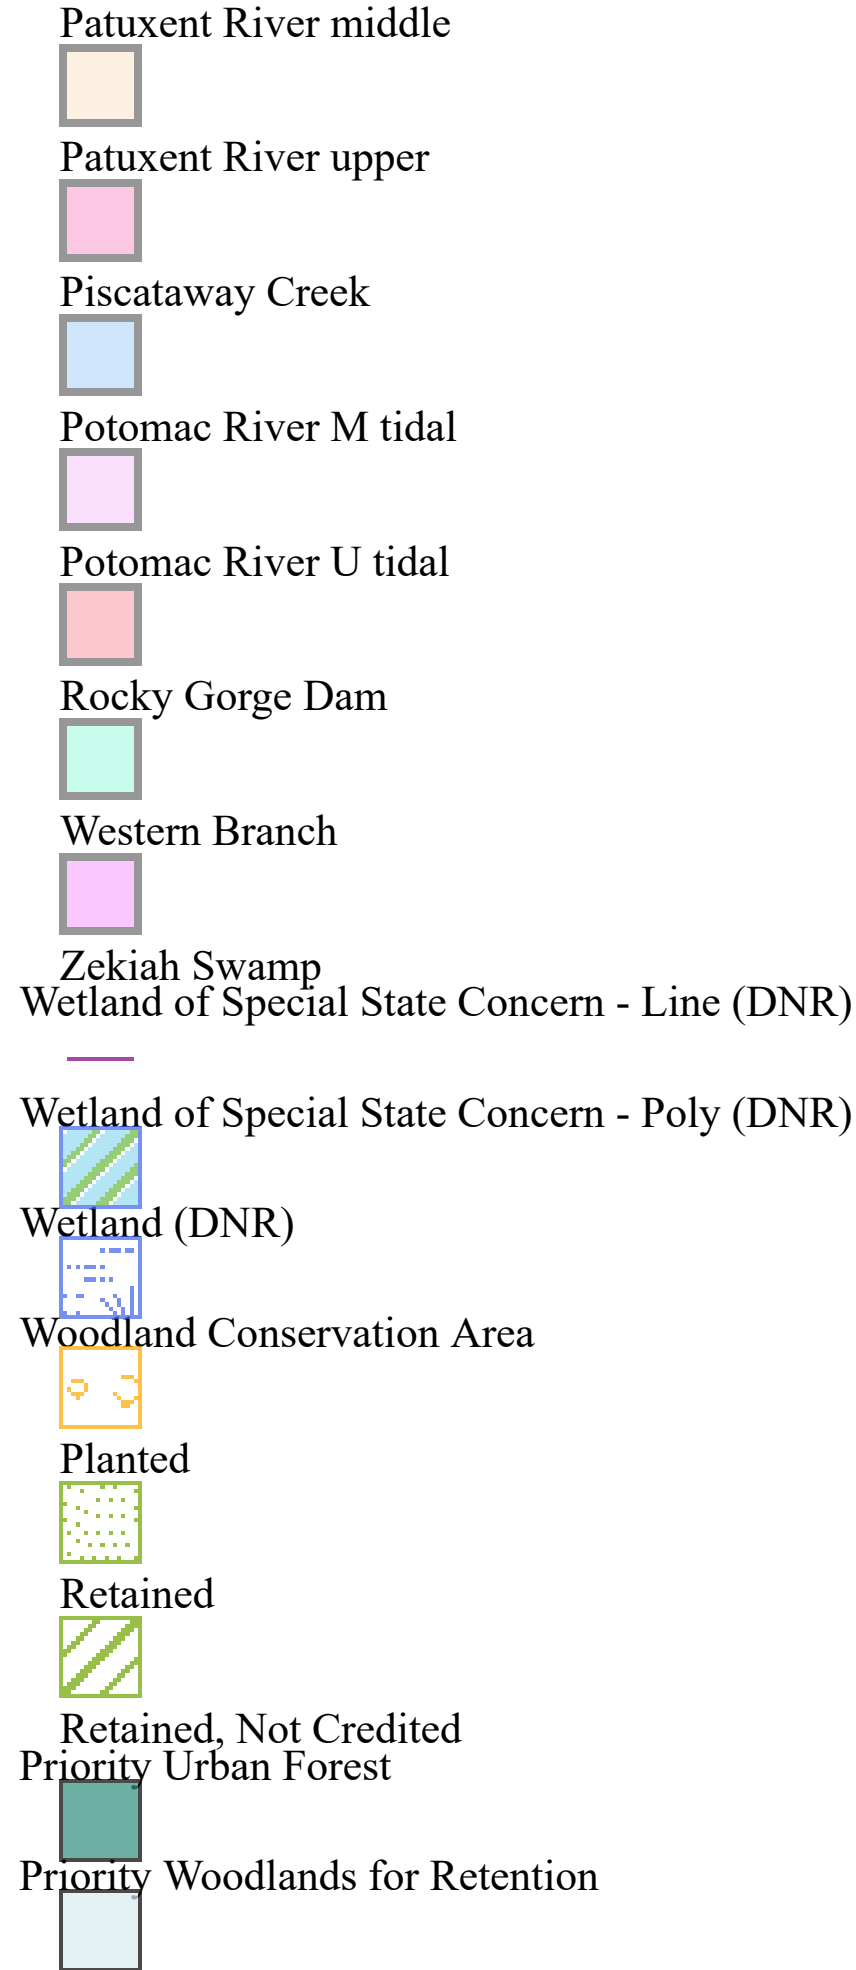 Patuxent River middle
Patuxent River upper
Piscataway Creek
Potomac River M tidal
Potomac River U tidal
Rocky Gorge Dam
Western Branch
Zekiah Swamp
Wetland of Special State Concern - Line (DNR)
Wetland of Special State Concern - Poly (DNR)
Wetland (DNR)
Woodland Conservation Area
Planted
Retained
Retained, Not Credited
Priority Urban Forest
Priority Woodlands for Retention